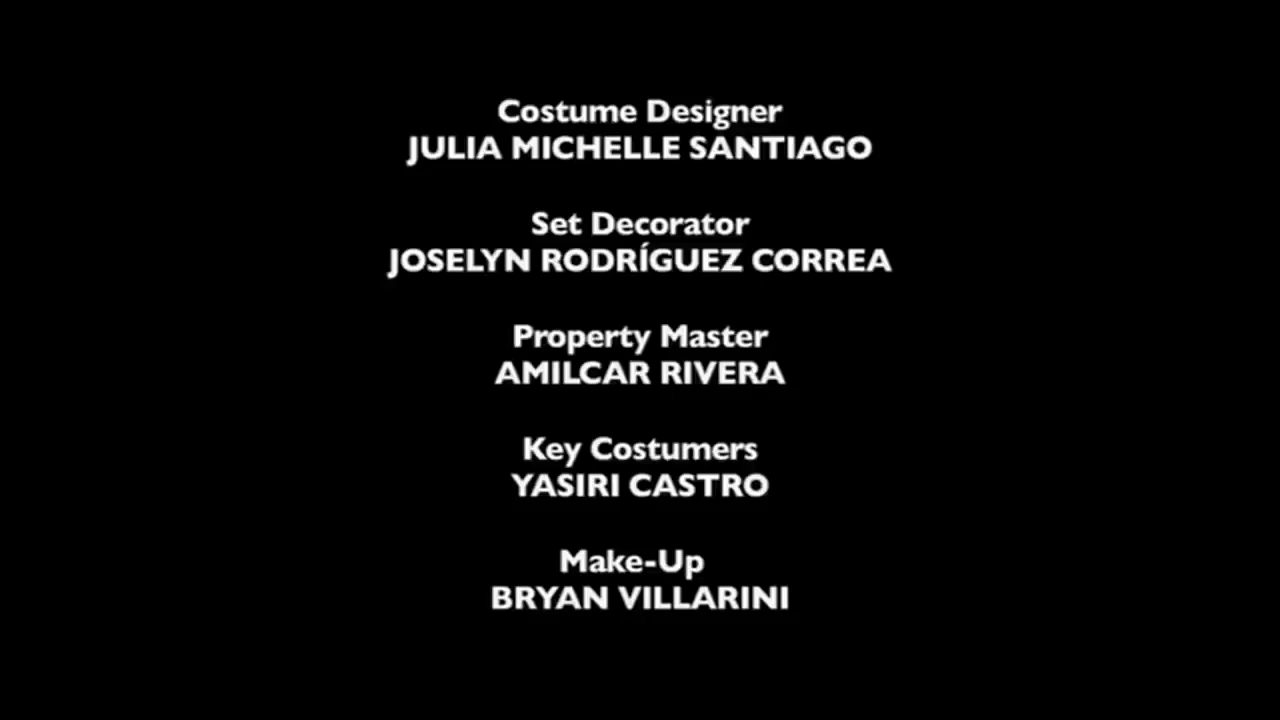 Costume Designer
JULIA MICHELLE SANTIAGO
Set Decorator
JOSELYN RODRÍGUEZ CORREA
Property Master
AMILCAR RIVERA
Key Costumers
YASIRI CASTRO
Make-Up
BRYAN VILLARINI